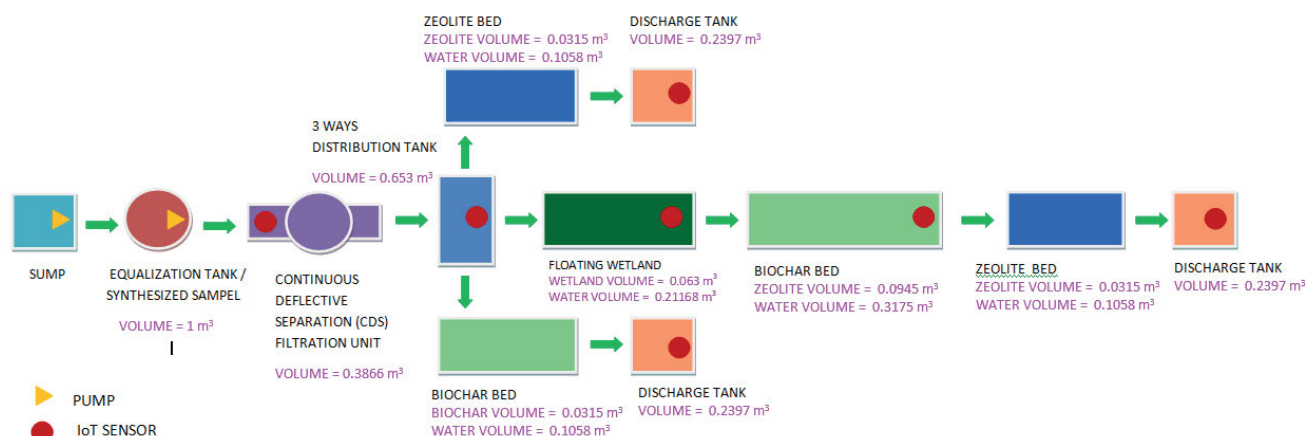 ZEOLITE BED
ZEOLITE VOLUME = 0.0315 m³
WATER VOLUME = 0.1058 m³
DISCHARGE TANK
VOLUME = 0.2397 m³
3 WAYS
DISTRIBUTION TANK
VOLUME = 0.653 m³
SUMP
EQUALIZATION TANK /
SYNTHESIZED SAMPEL
VOLUME = 1 m³
I
CONTINUOUS
DEFLECTIVE
SEPARATION (CDS)
FILTRATION UNIT
VOLUME = 0.3866 m³
FLOATING WETLAND
WETLAND VOLUME = 0.063 m³
WATER VOLUME = 0.21168 m³
BIOCHAR BED
ZEOLITE VOLUME = 0.0945 m³
WATER VOLUME = 0.3175 m³
ZEOLITE BED
ZEOLITE VOLUME = 0.0315 m³
WATER VOLUME = 0.1058 m³
DISCHARGE TANK
VOLUME = 0.2397 m³
BIOCHAR BED
BIOCHAR VOLUME = 0.0315 m³
WATER VOLUME = 0.1058 m³
DISCHARGE TANK
VOLUME = 0.2397 m³
PUMP
IoT SENSOR